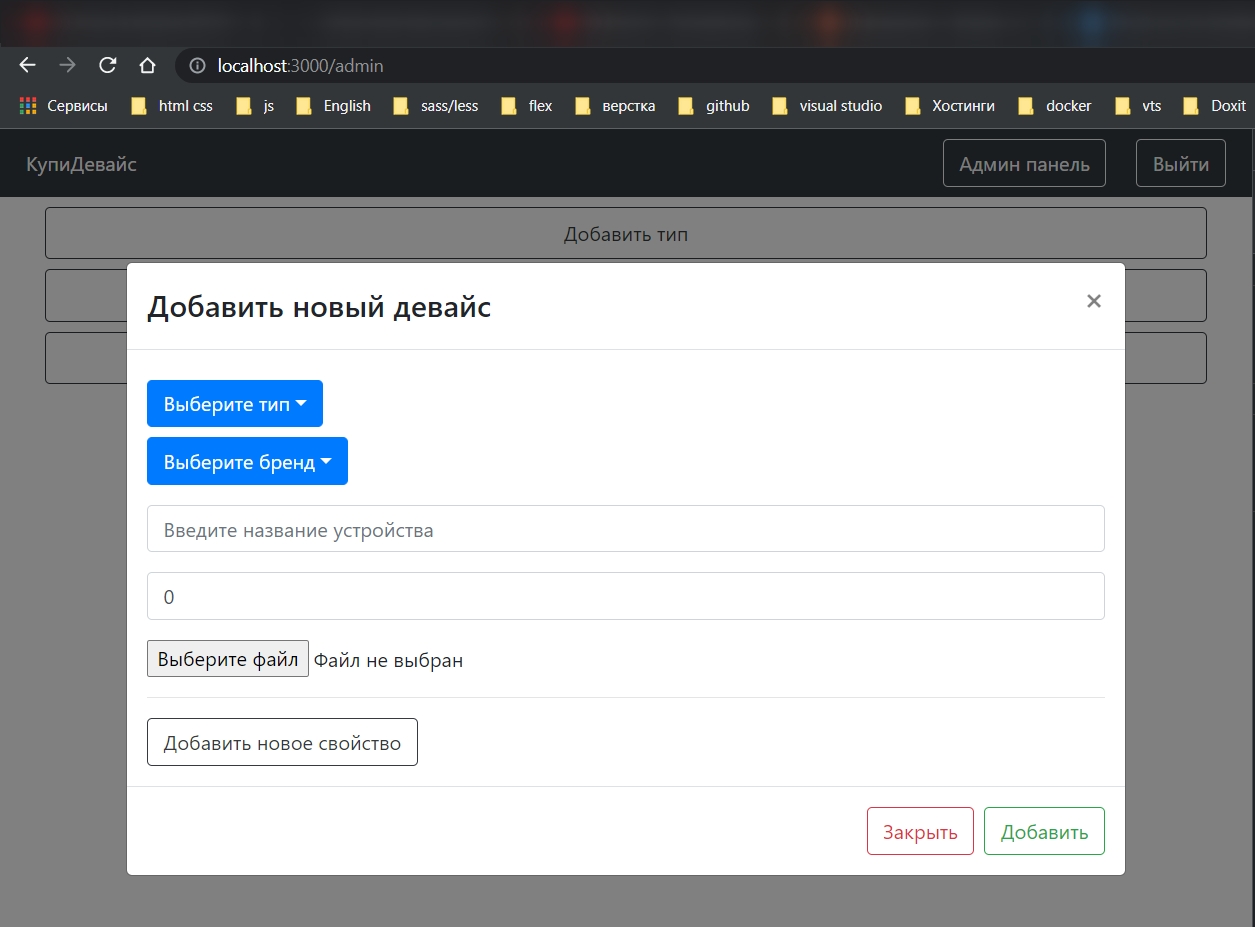 localhost:3000/admin
Сервисы html css js English sass/less flex верстка github visual studio Хостинги docker vts Doxit
КупиДевайс Админ панель Выйти
Добавить тип
Добавить новый девайс ×
Выберите тип
Выберите бренд
Введите название устройства
0
Выберите файл Файл не выбран
Добавить новое свойство
Закрыть Добавить